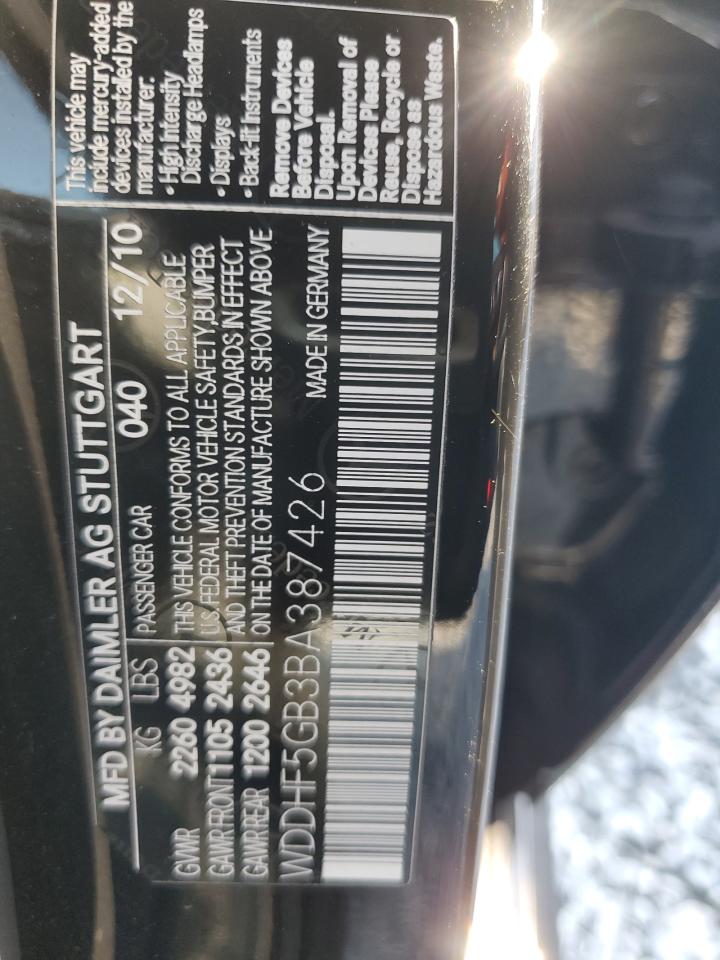 MFD BY DAIMLER AG STUTTGART
040 12/10
KG LBS PASSENGER CAR
GVWR 2260 4982
GAWR FRONT 1105 2436
GAWR REAR 1200 2646
THIS VEHICLE CONFORMS TO ALL APPLICABLE
U.S. FEDERAL MOTOR VEHICLE SAFETY,BUMPER
AND THEFT PREVENTION STANDARDS IN EFFECT
ON THE DATE OF MANUFACTURE SHOWN ABOVE
WDDHF5GB3BA387426 MADE IN GERMANY
This vehicle may
include mercury-added
devices installed by the
manufacturer:
• High Intensity
Discharge Headlamps
• Displays
• Back-lit Instruments
Remove Devices
Before Vehicle
Disposal.
Upon Removal of
Devices Please
Reuse, Recycle or
Dispose as
Hazardous Waste.